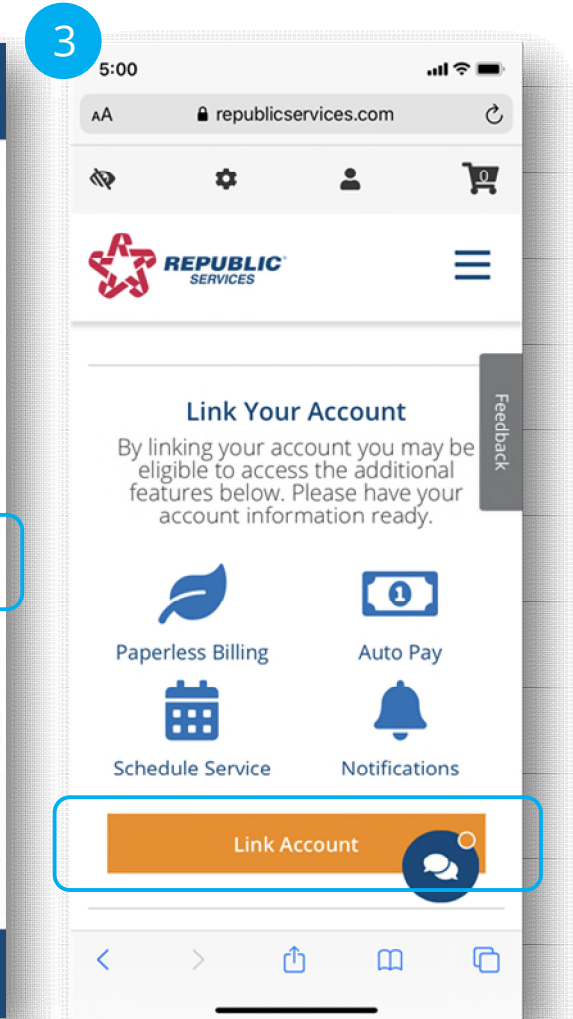 3
5:00
AA republicservices.com
0
REPUBLIC
SERVICES
Feedback
Link Your Account
By linking your account you may be
eligible to access the additional
features below. Please have your
account information ready.
1
Paperless Billing Auto Pay
Schedule Service Notifications
Link Account